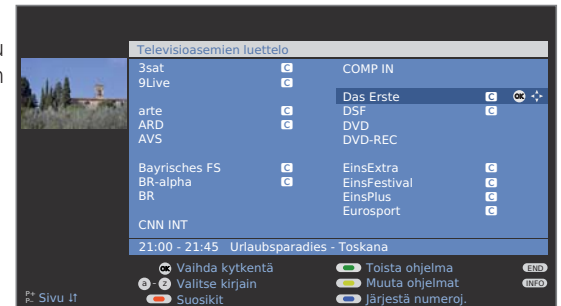 u
n
Televisioasemien luettelo
3sat C
9Live C
arte C
ARD C
AVS
Bayrisches FS C
BR-alpha C
BR
CNN INT
COMP IN
Das Erste C OK
DSF C
DVD
DVD-REC
EinsExtra C
EinsFestival C
EinsPlus C
Eurosport C
21:00 - 21:45 Urlaubsparadies - Toskana
OK Vaihda kytkentä
a - z Valitse kirjain
Suosikit
Toista ohjelma
Muuta ohjelmat
Järjestä numeroj.
END
INFO
P+ P– Sivu